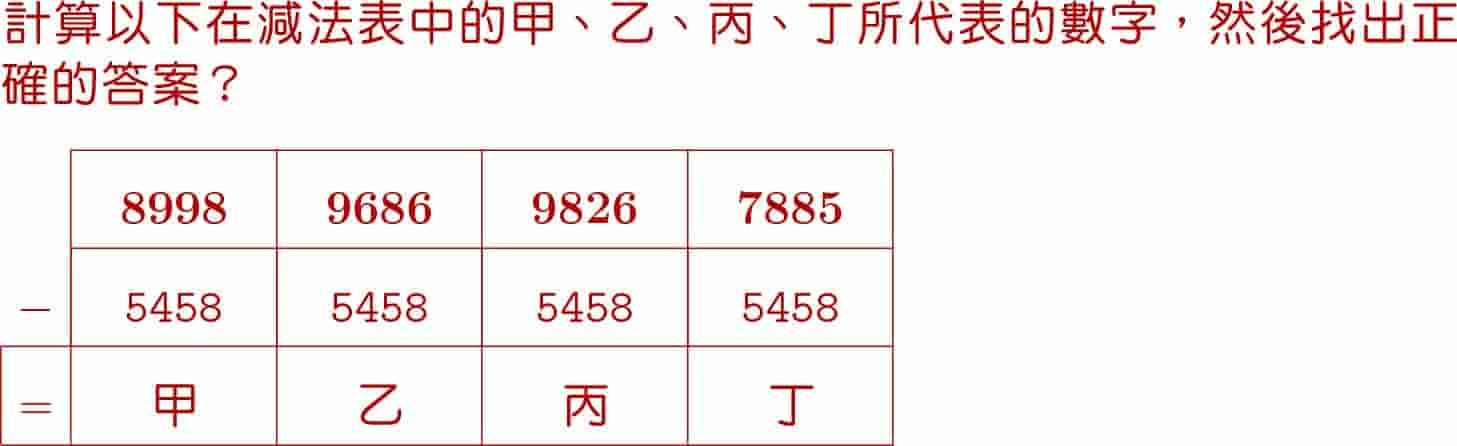 計算以下在減法表中的甲、乙、丙、丁所代表的數字，然後找出正
確的答案？
8998 9686 9826 7885
− 5458 5458 5458 5458
= 甲 乙 丙 丁